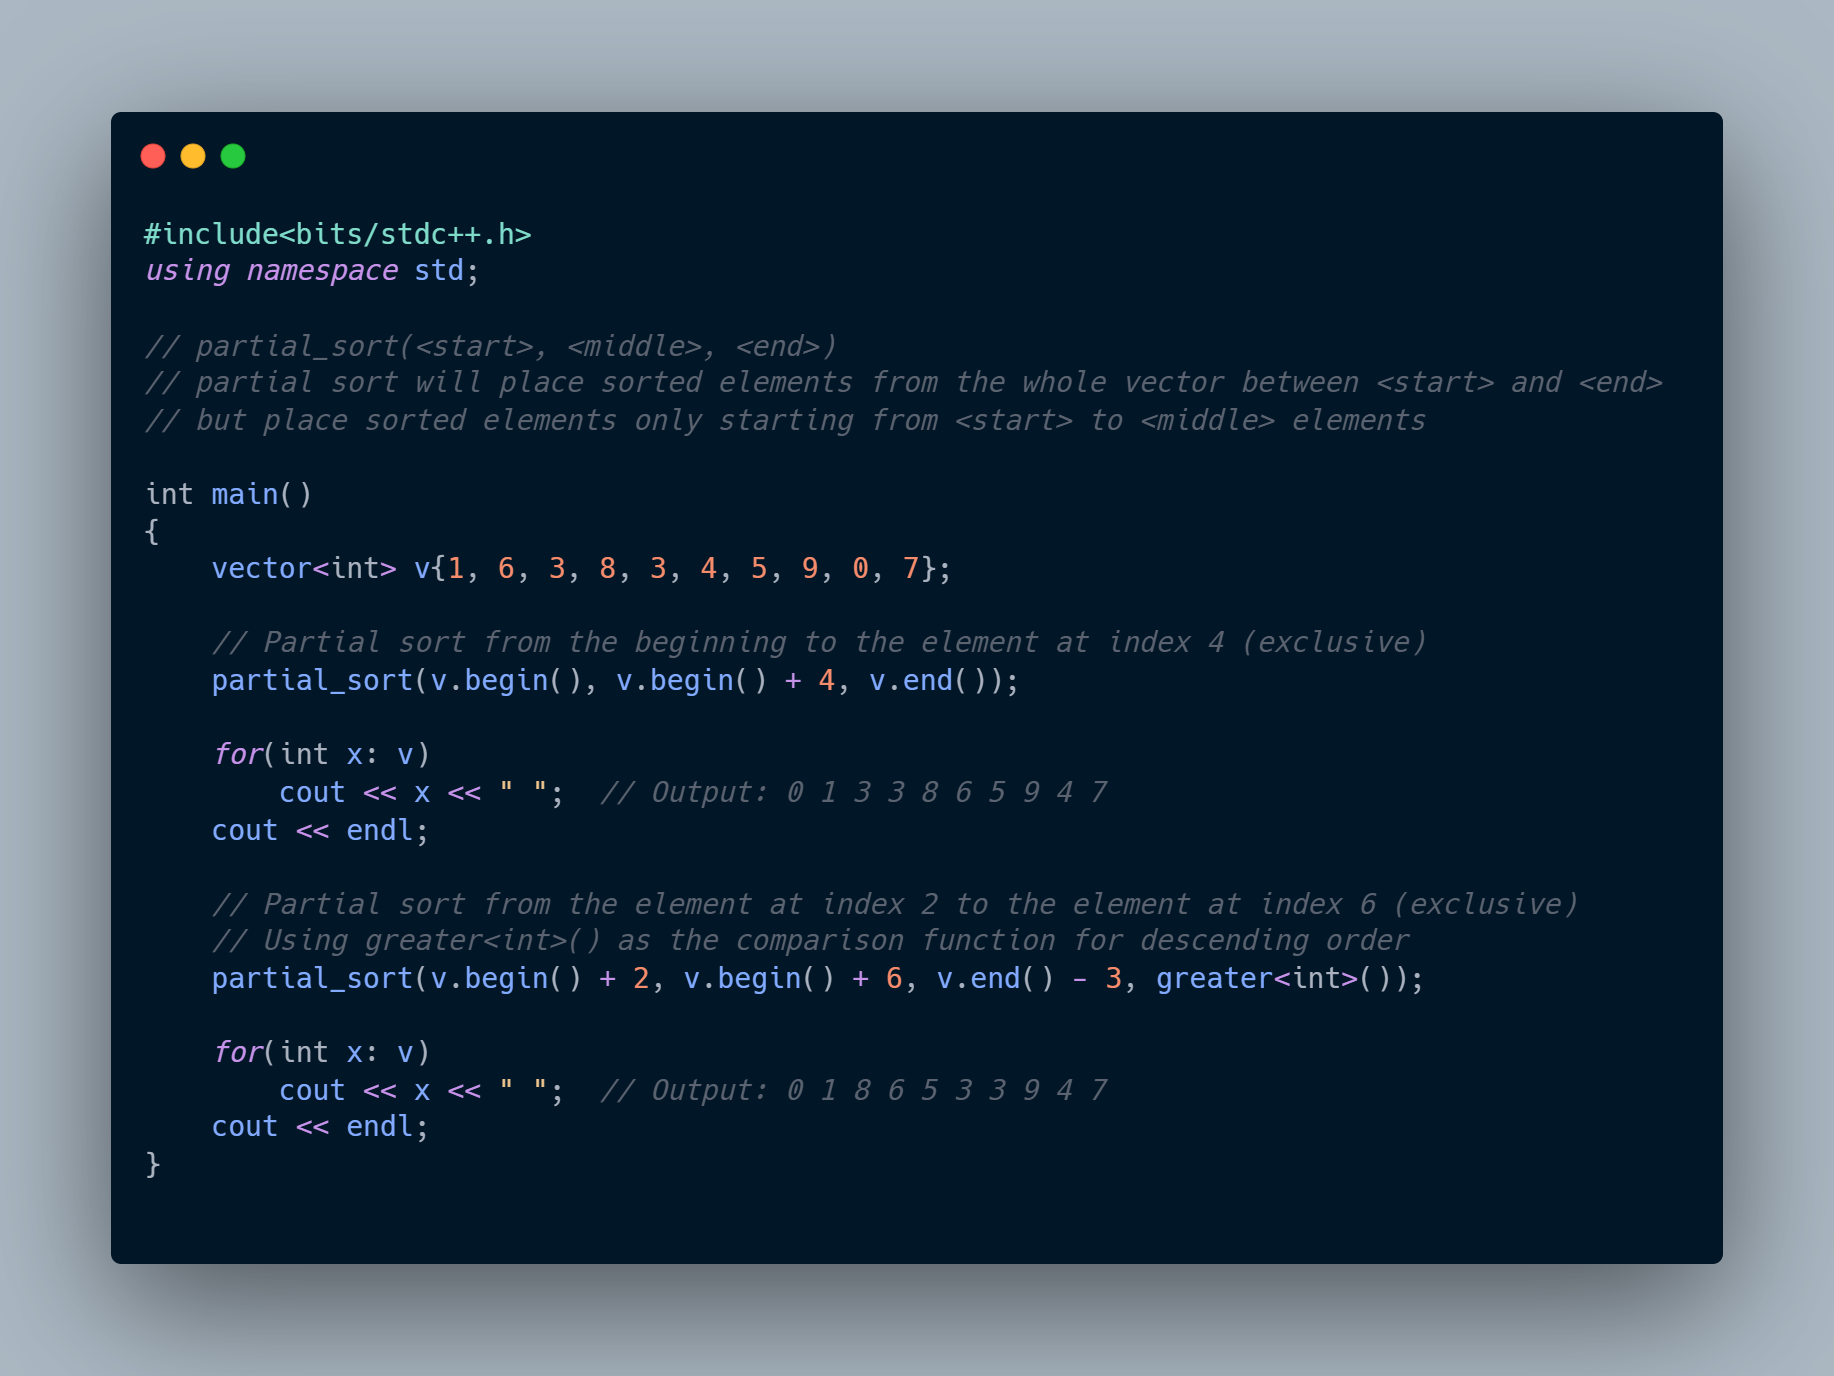 #include<bits/stdc++.h>
using namespace std;
// partial_sort(<start>, <middle>, <end>)
// partial sort will place sorted elements from the whole vector between <start> and <end>
// but place sorted elements only starting from <start> to <middle> elements
int main()
{
    vector<int> v{1, 6, 3, 8, 3, 4, 5, 9, 0, 7};
    // Partial sort from the beginning to the element at index 4 (exclusive)
    partial_sort(v.begin(), v.begin() + 4, v.end());
    for(int x: v)
        cout << x << " ";  // Output: 0 1 3 3 8 6 5 9 4 7
    cout << endl;
    // Partial sort from the element at index 2 to the element at index 6 (exclusive)
    // Using greater<int>() as the comparison function for descending order
    partial_sort(v.begin() + 2, v.begin() + 6, v.end() - 3, greater<int>());
    for(int x: v)
        cout << x << " ";  // Output: 0 1 8 6 5 3 3 9 4 7
    cout << endl;
}